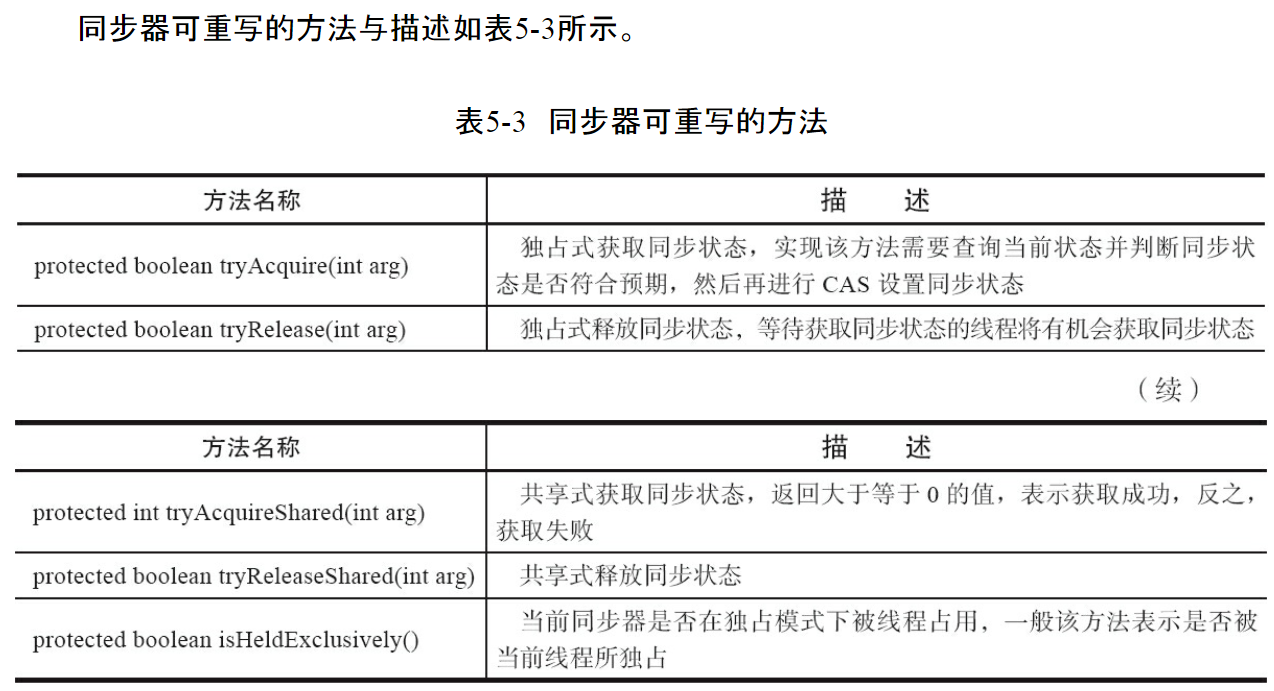 同步器可重写的方法与描述如表5-3所示。
表5-3 同步器可重写的方法
方法名称 描 述
protected boolean tryAcquire(int arg) 独占式获取同步状态，实现该方法需要查询当前状态并判断同步状
态是否符合预期，然后再进行 CAS 设置同步状态
protected boolean tryRelease(int arg) 独占式释放同步状态，等待获取同步状态的线程将有机会获取同步状态
（续）
方法名称 描 述
protected int tryAcquireShared(int arg) 共享式获取同步状态，返回大于等于 0 的值，表示获取成功，反之，
获取失败
protected boolean tryReleaseShared(int arg) 共享式释放同步状态
protected boolean isHeldExclusively() 当前同步器是否在独占模式下被线程占用，一般该方法表示是否被
当前线程所独占